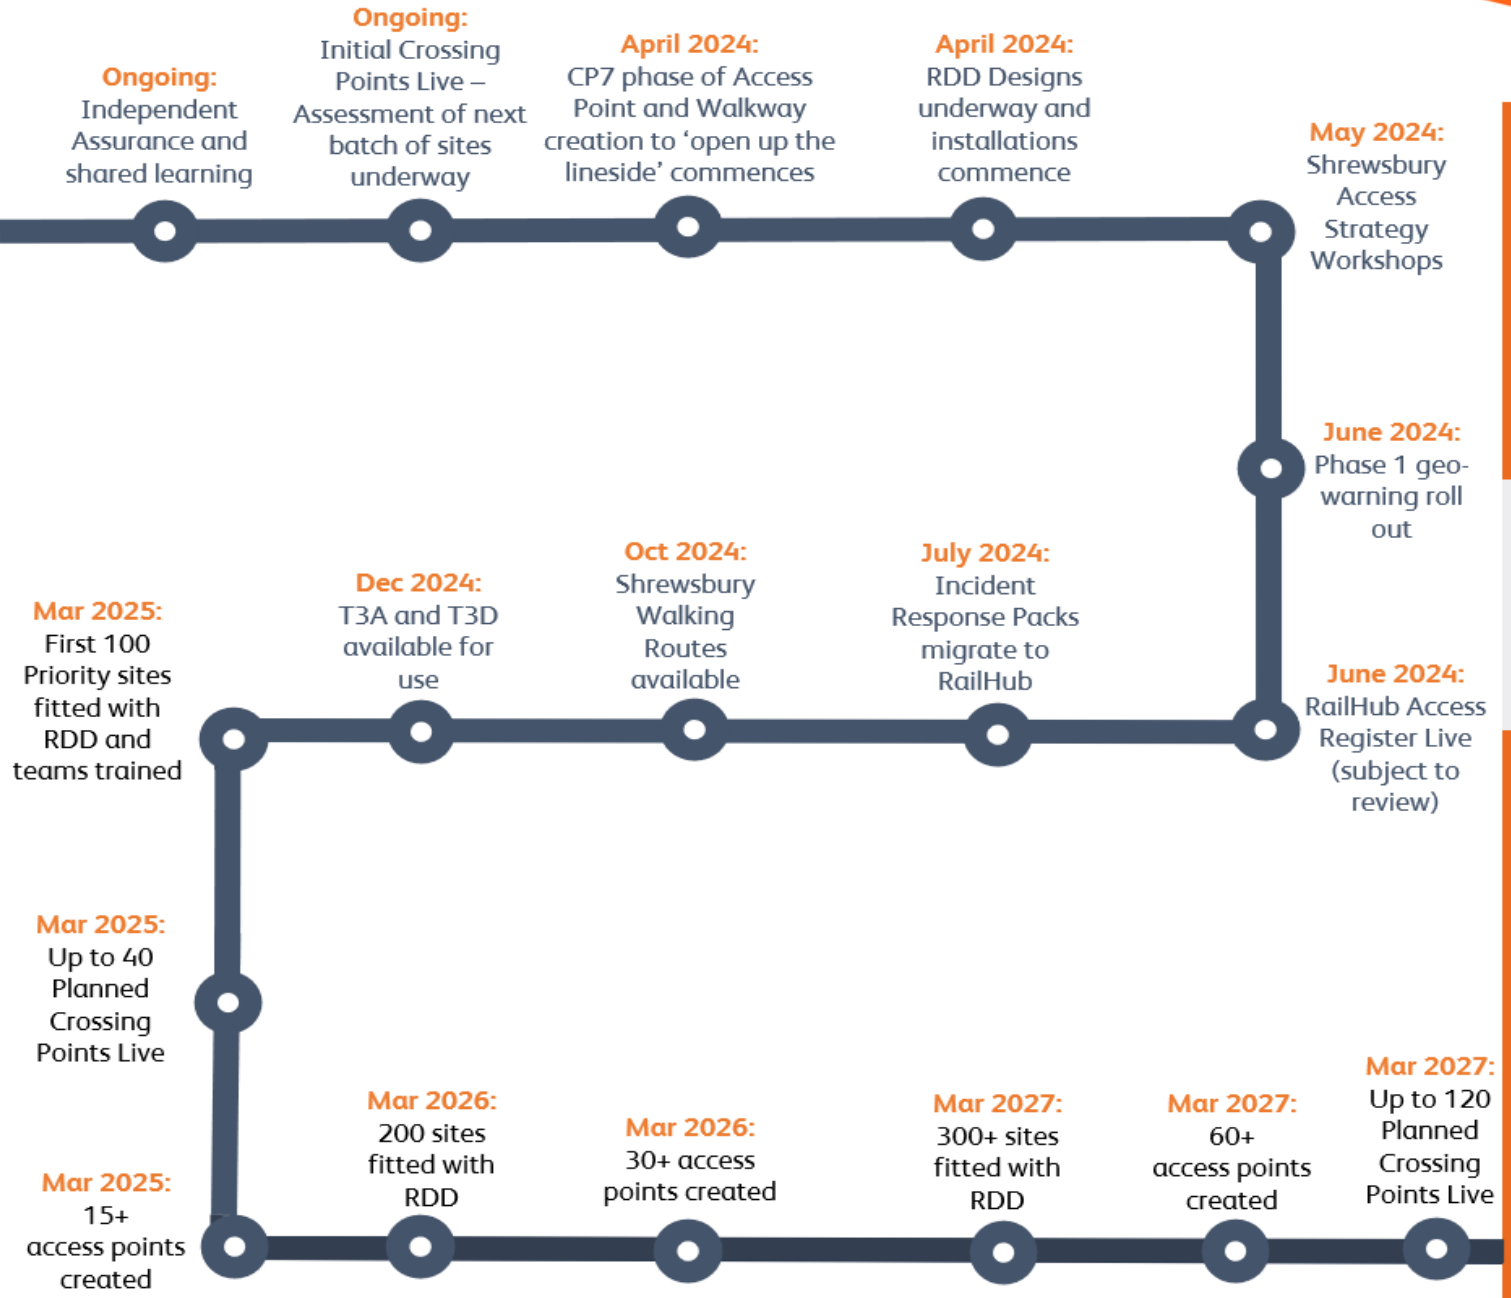 Ongoing:
Independent
Assurance and
shared learning
Ongoing:
Initial Crossing
Points Live –
Assessment of next
batch of sites
underway
April 2024:
CP7 phase of Access
Point and Walkway
creation to ‘open up the
lineside’ commences
April 2024:
RDD Designs
underway and
installations
commence
May 2024:
Shrewsbury
Access
Strategy
Workshops
June 2024:
Phase 1 geo-
warning roll
out
June 2024:
RailHub Access
Register Live
(subject to
review)
July 2024:
Incident
Response Packs
migrate to
RailHub
Oct 2024:
Shrewsbury
Walking
Routes
available
Dec 2024:
T3A and T3D
available for
use
Mar 2025:
First 100
Priority sites
fitted with
RDD and
teams trained
Mar 2025:
Up to 40
Planned
Crossing
Points Live
Mar 2025:
15+
access points
created
Mar 2026:
200 sites
fitted with
RDD
Mar 2026:
30+ access
points created
Mar 2027:
300+ sites
fitted with
RDD
Mar 2027:
60+
access points
created
Mar 2027:
Up to 120
Planned
Crossing
Points Live